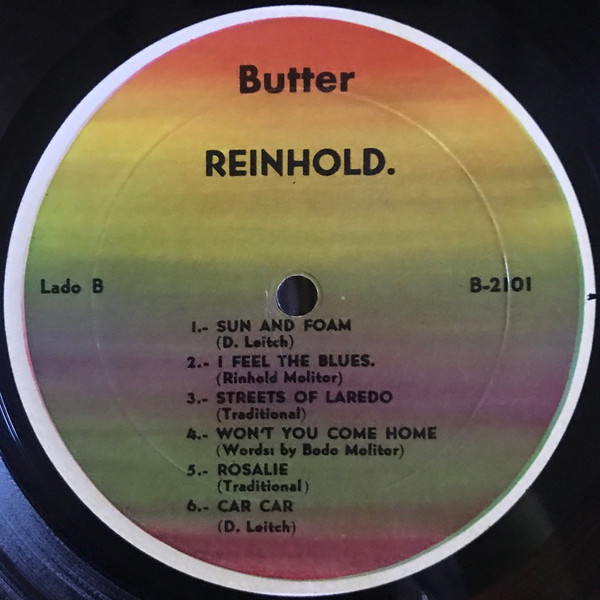 Butter
REINHOLD.
Lado B
B-2101
1.- SUN AND FOAM
(D. Leitch)
2.- I FEEL THE BLUES.
(Rinhold Molitor)
3.- STREETS OF LAREDO
(Traditional)
4.- WON'T YOU COME HOME
(Words: by Bodo Molitor)
5.- ROSALIE
(Traditional)
6.- CAR CAR
(D. Leitch)